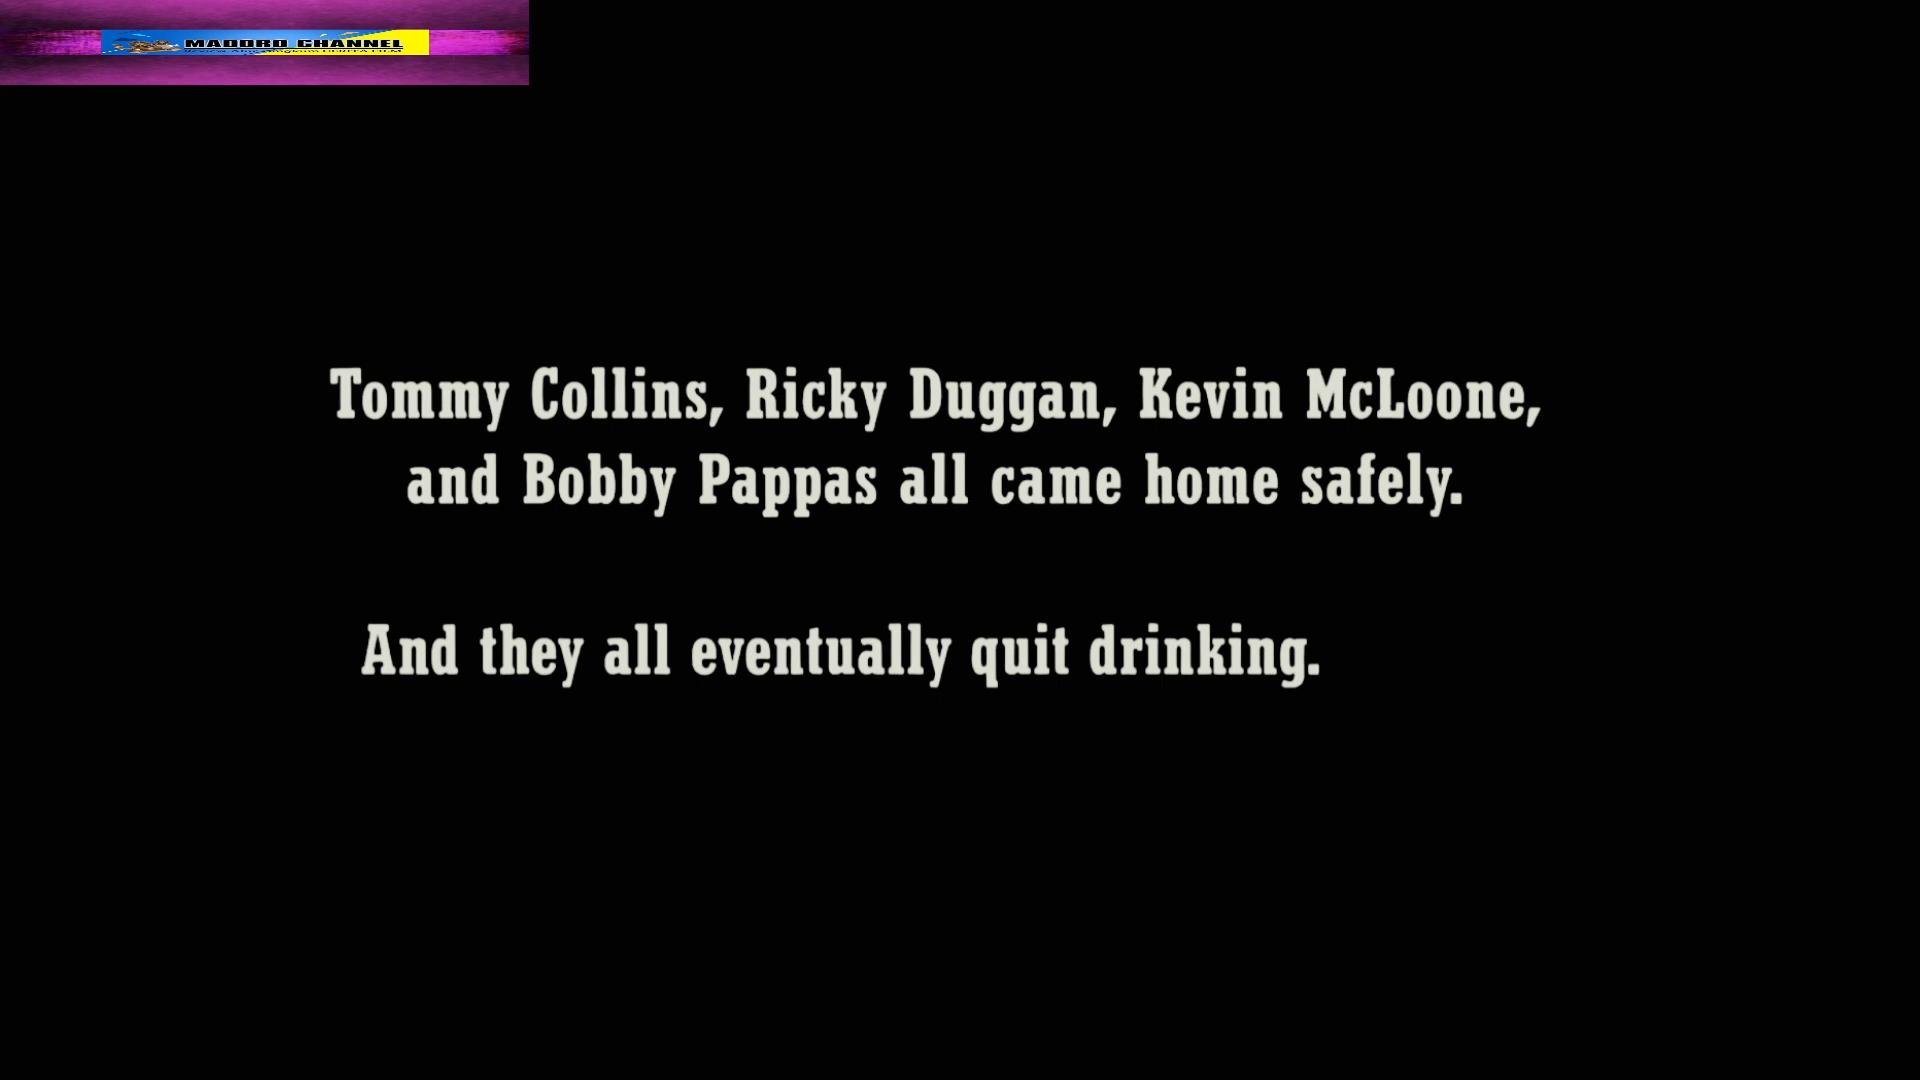 MADORO CHANNEL
Tommy Collins, Ricky Duggan, Kevin McLoone,
and Bobby Pappas all came home safely.
And they all eventually quit drinking.